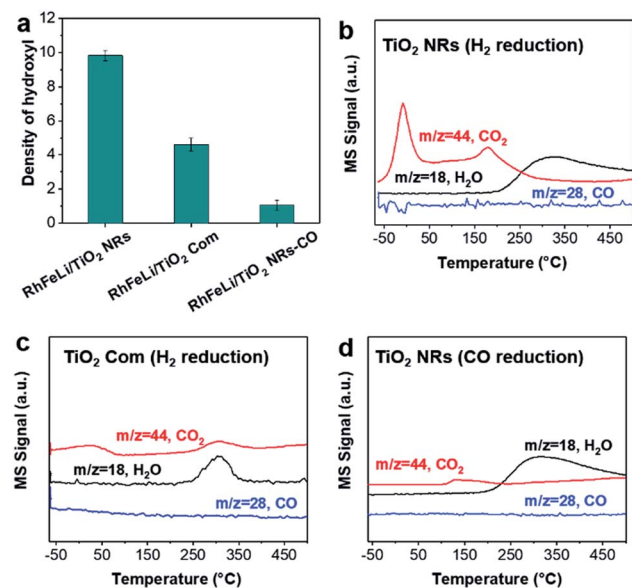 a
Density of hydroxyl
12
10
8
6
4
2
0
RhFeLi/TiO₂ NRs
RhFeLi/TiO₂ Com
RhFeLi/TiO₂ NRs-CO
b
TiO₂ NRs (H₂ reduction)
MS Signal (a.u.)
m/z=44, CO₂
m/z=18, H₂O
m/z=28, CO
-50 50 150 250 350 450
Temperature (°C)
c
TiO₂ Com (H₂ reduction)
MS Signal (a.u.)
m/z=44, CO₂
m/z=18, H₂O
m/z=28, CO
-50 50 150 250 350 450
Temperature (°C)
d
TiO₂ NRs (CO reduction)
MS Signal (a.u.)
m/z=18, H₂O
m/z=44, CO₂
m/z=28, CO
-50 50 150 250 350 450
Temperature (°C)